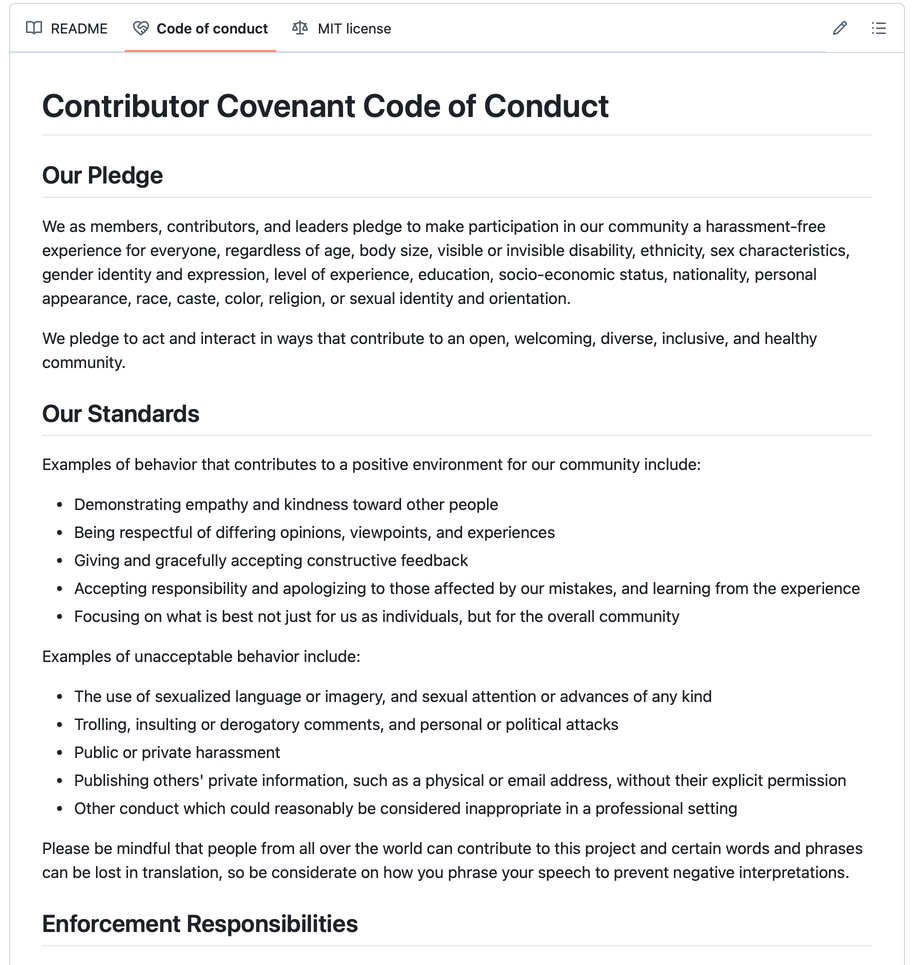 README Code of conduct MIT license
Contributor Covenant Code of Conduct
Our Pledge
We as members, contributors, and leaders pledge to make participation in our community a harassment-free
experience for everyone, regardless of age, body size, visible or invisible disability, ethnicity, sex characteristics,
gender identity and expression, level of experience, education, socio-economic status, nationality, personal
appearance, race, caste, color, religion, or sexual identity and orientation.
We pledge to act and interact in ways that contribute to an open, welcoming, diverse, inclusive, and healthy
community.
Our Standards
Examples of behavior that contributes to a positive environment for our community include:
• Demonstrating empathy and kindness toward other people
• Being respectful of differing opinions, viewpoints, and experiences
• Giving and gracefully accepting constructive feedback
• Accepting responsibility and apologizing to those affected by our mistakes, and learning from the experience
• Focusing on what is best not just for us as individuals, but for the overall community
Examples of unacceptable behavior include:
• The use of sexualized language or imagery, and sexual attention or advances of any kind
• Trolling, insulting or derogatory comments, and personal or political attacks
• Public or private harassment
• Publishing others' private information, such as a physical or email address, without their explicit permission
• Other conduct which could reasonably be considered inappropriate in a professional setting
Please be mindful that people from all over the world can contribute to this project and certain words and phrases
can be lost in translation, so be considerate on how you phrase your speech to prevent negative interpretations.
Enforcement Responsibilities